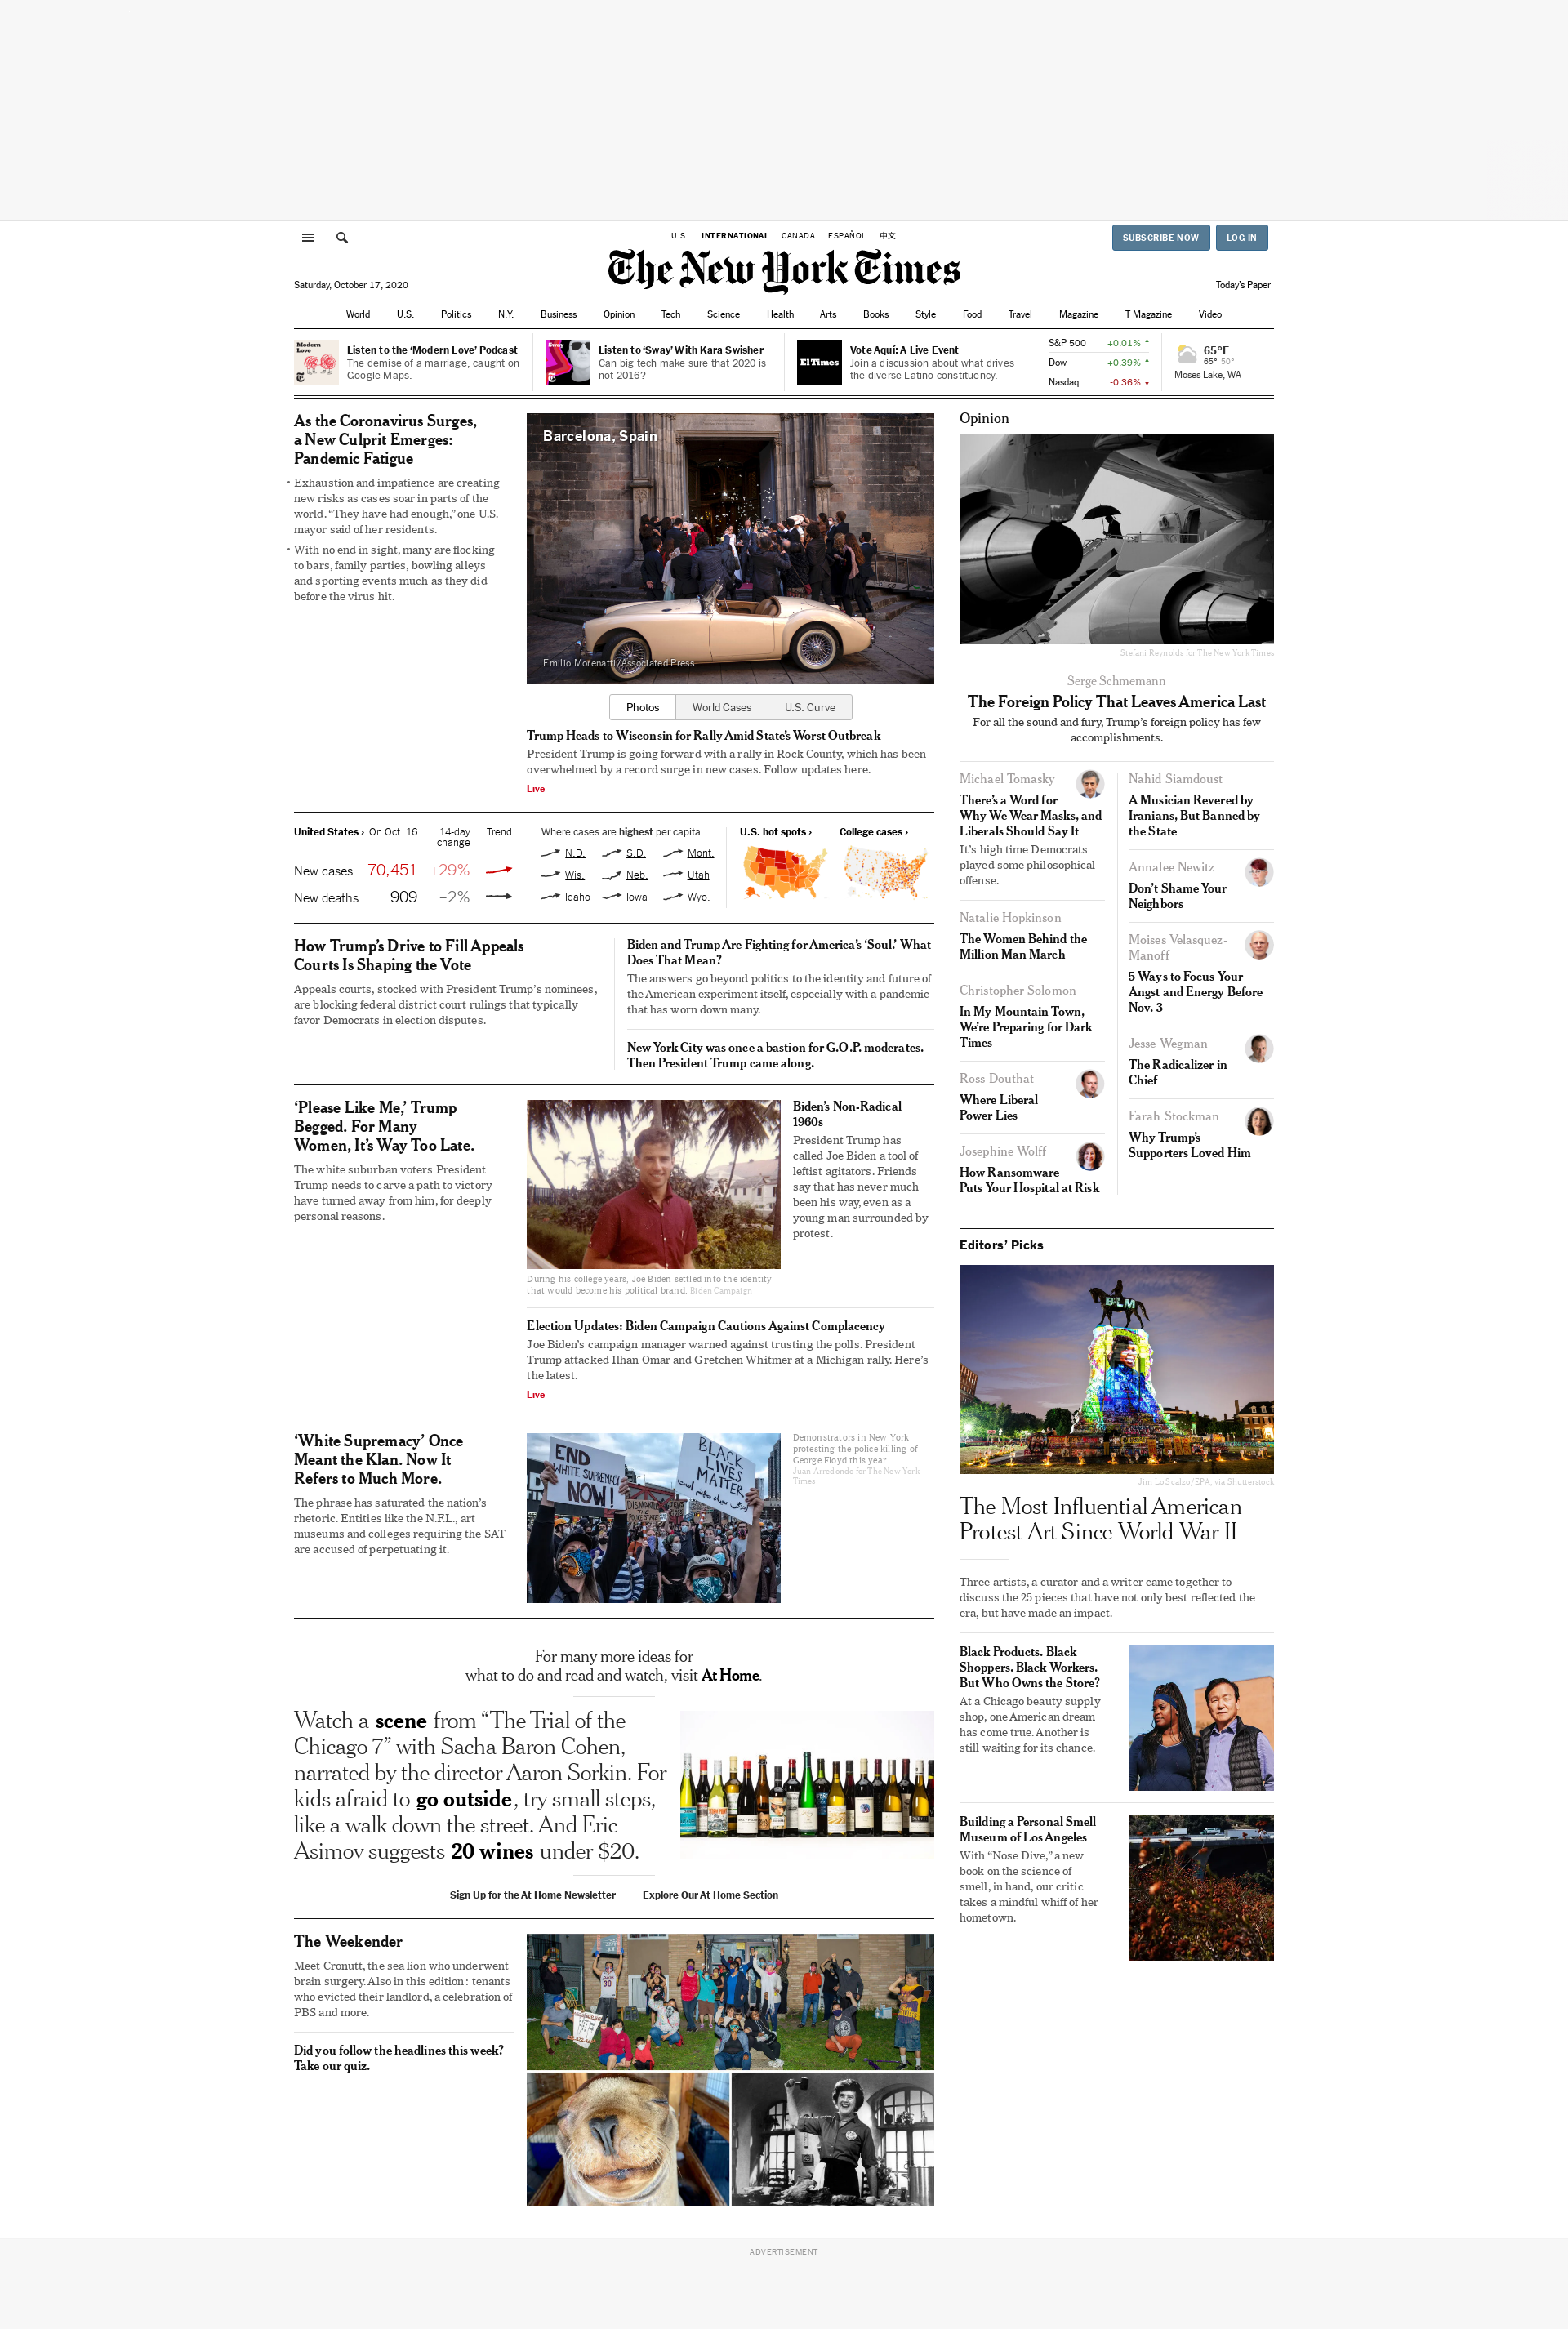 U.S. INTERNATIONAL CANADA ESPAÑOL 中文
SUBSCRIBE NOW LOG IN
The New York Times
Saturday, October 17, 2020
Today's Paper
World U.S. Politics N.Y. Business Opinion Tech Science Health Arts Books Style Food Travel Magazine T Magazine Video
Modern
Love
Listen to the ‘Modern Love’ Podcast
The demise of a marriage, caught on
Google Maps.
Sway
Listen to ‘Sway’ With Kara Swisher
Can big tech make sure that 2020 is
not 2016?
El Times
Vote Aquí: A Live Event
Join a discussion about what drives
the diverse Latino constituency.
S&P 500 +0.01% ↑
Dow +0.39% ↑
Nasdaq -0.36% ↓
65°F
65° 50°
Moses Lake, WA
As the Coronavirus Surges,
a New Culprit Emerges:
Pandemic Fatigue
• Exhaustion and impatience are creating
new risks as cases soar in parts of the
world. “They have had enough,” one U.S.
mayor said of her residents.
• With no end in sight, many are flocking
to bars, family parties, bowling alleys
and sporting events much as they did
before the virus hit.
Barcelona, Spain
Emilio Morenatti/Associated Press
Photos World Cases U.S. Curve
Trump Heads to Wisconsin for Rally Amid State’s Worst Outbreak
President Trump is going forward with a rally in Rock County, which has been
overwhelmed by a record surge in new cases. Follow updates here.
Live
United States › On Oct. 16 14-day
change Trend
New cases 70,451 +29%
New deaths 909 –2%
Where cases are highest per capita
N.D. S.D. Mont.
Wis. Neb. Utah
Idaho Iowa Wyo.
U.S. hot spots › College cases ›
How Trump’s Drive to Fill Appeals
Courts Is Shaping the Vote
Appeals courts, stocked with President Trump’s nominees,
are blocking federal district court rulings that typically
favor Democrats in election disputes.
Biden and Trump Are Fighting for America’s ‘Soul.’ What
Does That Mean?
The answers go beyond politics to the identity and future of
the American experiment itself, especially with a pandemic
that has worn down many.
New York City was once a bastion for G.O.P. moderates.
Then President Trump came along.
‘Please Like Me,’ Trump
Begged. For Many
Women, It’s Way Too Late.
The white suburban voters President
Trump needs to carve a path to victory
have turned away from him, for deeply
personal reasons.
During his college years, Joe Biden settled into the identity
that would become his political brand. Biden Campaign
Biden’s Non-Radical
1960s
President Trump has
called Joe Biden a tool of
leftist agitators. Friends
say that has never much
been his way, even as a
young man surrounded by
protest.
Election Updates: Biden Campaign Cautions Against Complacency
Joe Biden’s campaign manager warned against trusting the polls. President
Trump attacked Ilhan Omar and Gretchen Whitmer at a Michigan rally. Here’s
the latest.
Live
‘White Supremacy’ Once
Meant the Klan. Now It
Refers to Much More.
The phrase has saturated the nation’s
rhetoric. Entities like the N.F.L., art
museums and colleges requiring the SAT
are accused of perpetuating it.
END
WHITE SUPREMACY
NOW!
BLACK
LIVES
MATTER
Demonstrators in New York
protesting the police killing of
George Floyd this year.
Juan Arredondo for The New York
Times
For many more ideas for
what to do and read and watch, visit At Home.
Watch a scene from “The Trial of the
Chicago 7” with Sacha Baron Cohen,
narrated by the director Aaron Sorkin. For
kids afraid to go outside, try small steps,
like a walk down the street. And Eric
Asimov suggests 20 wines under $20.
Sign Up for the At Home Newsletter Explore Our At Home Section
The Weekender
Meet Cronutt, the sea lion who underwent
brain surgery. Also in this edition: tenants
who evicted their landlord, a celebration of
PBS and more.
Did you follow the headlines this week?
Take our quiz.
Opinion
Stefani Reynolds for The New York Times
Serge Schmemann
The Foreign Policy That Leaves America Last
For all the sound and fury, Trump’s foreign policy has few
accomplishments.
Michael Tomasky
There’s a Word for
Why We Wear Masks, and
Liberals Should Say It
It’s high time Democrats
played some philosophical
offense.
Natalie Hopkinson
The Women Behind the
Million Man March
Christopher Solomon
In My Mountain Town,
We’re Preparing for Dark
Times
Ross Douthat
Where Liberal
Power Lies
Josephine Wolff
How Ransomware
Puts Your Hospital at Risk
Nahid Siamdoust
A Musician Revered by
Iranians, But Banned by
the State
Annalee Newitz
Don’t Shame Your
Neighbors
Moises Velasquez-
Manoff
5 Ways to Focus Your
Angst and Energy Before
Nov. 3
Jesse Wegman
The Radicalizer in
Chief
Farah Stockman
Why Trump’s
Supporters Loved Him
Editors’ Picks
BLM
Jim Lo Scalzo/EPA, via Shutterstock
The Most Influential American
Protest Art Since World War II
Three artists, a curator and a writer came together to
discuss the 25 pieces that have not only best reflected the
era, but have made an impact.
Black Products. Black
Shoppers. Black Workers.
But Who Owns the Store?
At a Chicago beauty supply
shop, one American dream
has come true. Another is
still waiting for its chance.
Building a Personal Smell
Museum of Los Angeles
With “Nose Dive,” a new
book on the science of
smell, in hand, our critic
takes a mindful whiff of her
hometown.
ADVERTISEMENT